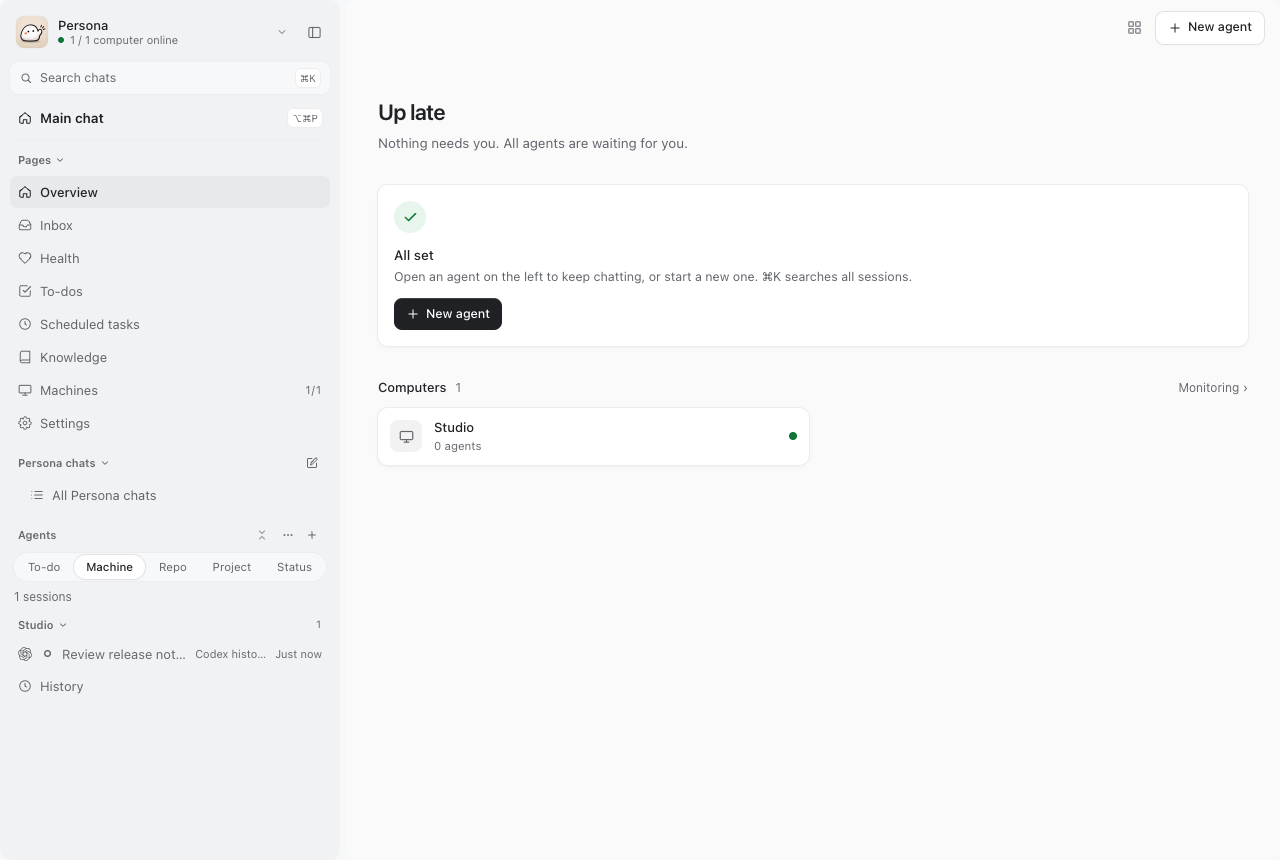 Persona
1 / 1 computer online
Search chats
⌘K
Main chat
⌥⌘P
Pages
Overview
Inbox
Health
To-dos
Scheduled tasks
Knowledge
Machines
1/1
Settings
Persona chats
All Persona chats
Agents
To-do
Machine
Repo
Project
Status
1 sessions
Studio
1
Review release not...
Codex histo...
Just now
History
New agent
Up late
Nothing needs you. All agents are waiting for you.
All set
Open an agent on the left to keep chatting, or start a new one. ⌘K searches all sessions.
New agent
Computers 1
Monitoring ›
Studio
0 agents